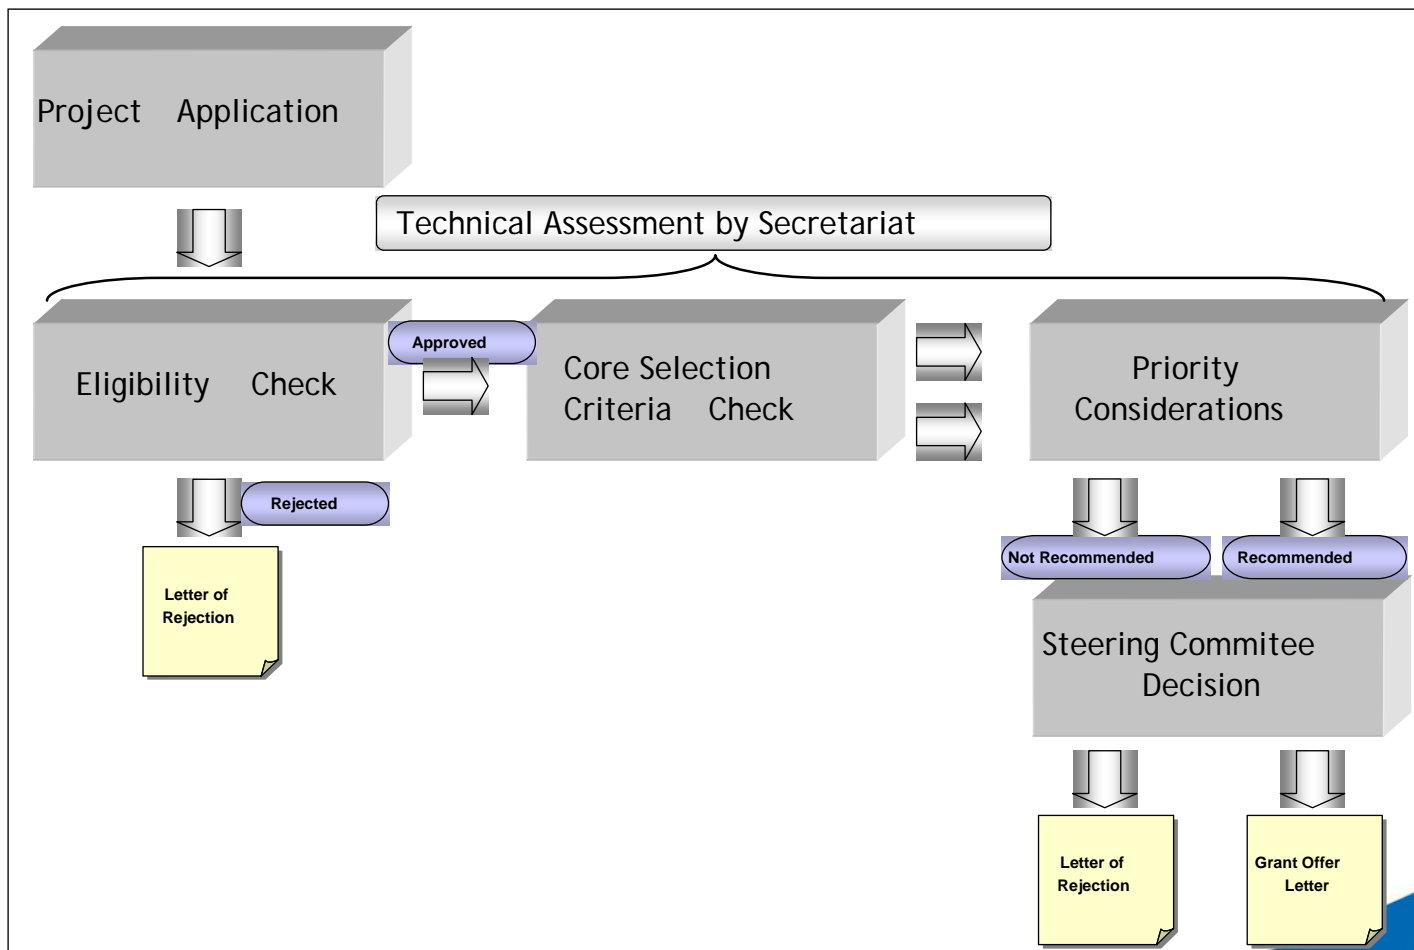 Project Application
Technical Assessment by Secretariat
Eligibility Check
Approved
Core Selection
Criteria Check
Priority
Considerations
Rejected
Letter of
Rejection
Not Recommended
Recommended
Steering Commitee
Decision
Letter of
Rejection
Grant Offer
Letter